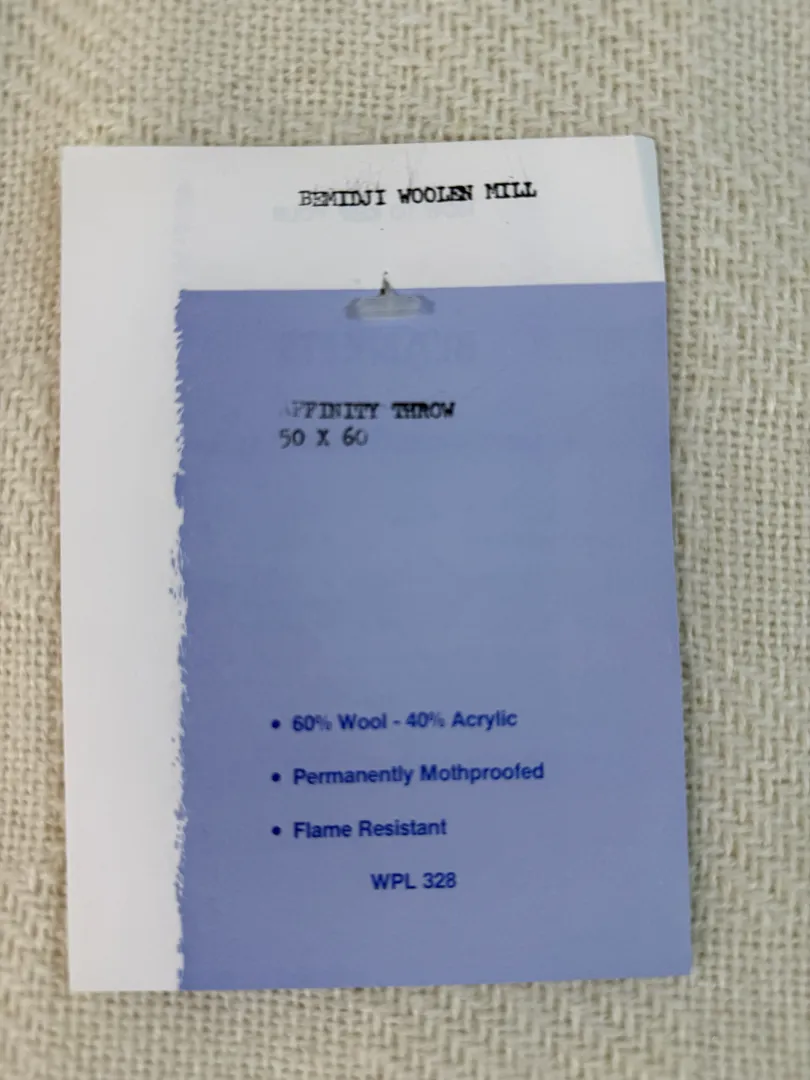 BEMIDJI WOOLEN MILL
AFFINITY THROW
50 X 60
• 60% Wool - 40% Acrylic
• Permanently Mothproofed
• Flame Resistant
WPL 328